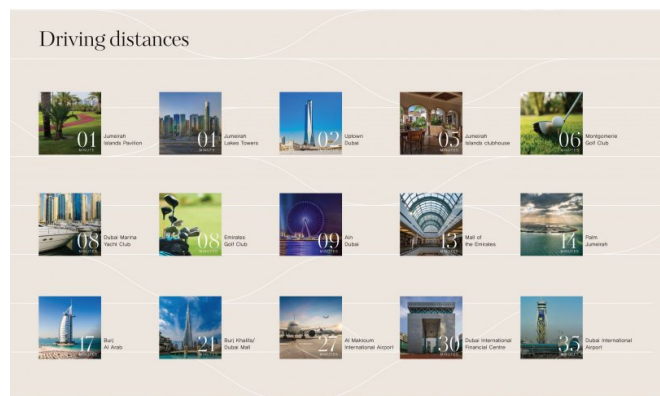 Driving distances
01
MINUTE
Jumeirah
Islands Pavilion
01
MINUTE
Jumeirah
Lakes Towers
02
MINUTES
Uptown
Dubai
05
MINUTES
Jumeirah
Islands clubhouse
06
MINUTES
Montgomerie
Golf Club
08
MINUTES
Dubai Marina
Yacht Club
08
MINUTES
Emirates
Golf Club
09
MINUTES
Ain
Dubai
13
MINUTES
Mall of
the Emirates
14
MINUTES
Palm
Jumeirah
17
MINUTES
Burj
Al Arab
21
MINUTES
Burj Khalifa/
Dubai Mall
27
MINUTES
Al Maktoum
International Airport
30
MINUTES
Dubai International
Financial Centre
35
MINUTES
Dubai International
Airport